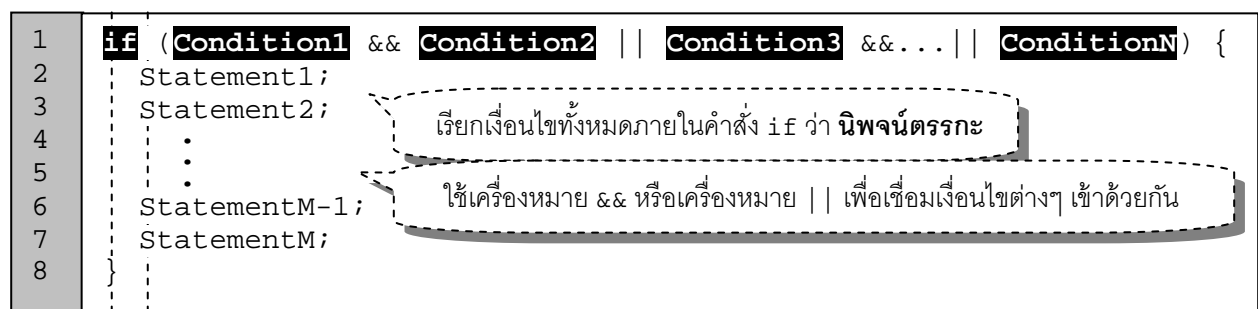 1 if (Condition1 && Condition2 || Condition3 &&...|| ConditionN) {
2 Statement1;
3 Statement2;
เรียกเงื่อนไขทั้งหมดภายในคำสั่ง if ว่า นิพจน์ตรรกะ
4 .
5 .
.
ใช้เครื่องหมาย && หรือเครื่องหมาย || เพื่อเชื่อมเงื่อนไขต่างๆ เข้าด้วยกัน
6 StatementM-1;
7 StatementM;
8 }